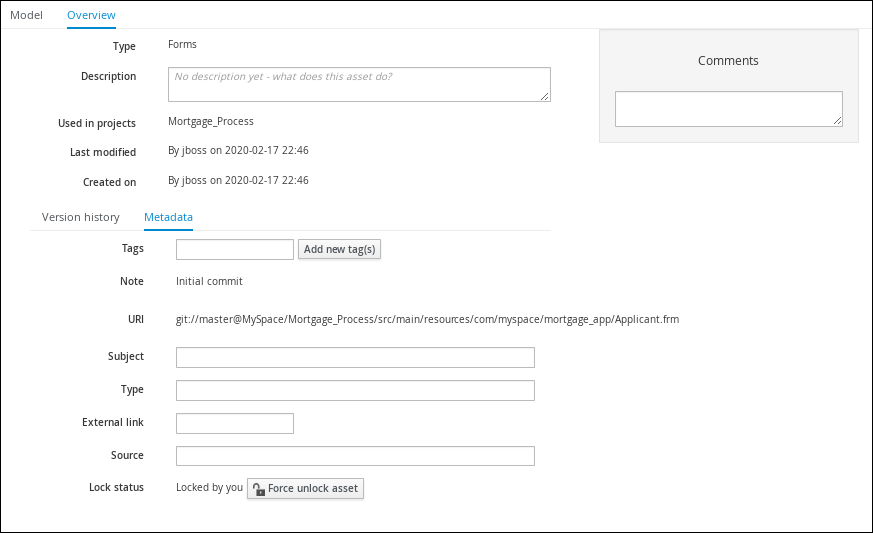 Model Overview
Type Forms
Comments
Description No description yet - what does this asset do?
Used in projects Mortgage_Process
Last modified By jboss on 2020-02-17 22:46
Created on By jboss on 2020-02-17 22:46
Version history Metadata
Tags Add new tag(s)
Note Initial commit
URI git://master@MySpace/Mortgage_Process/src/main/resources/com/myspace/mortgage_app/Applicant.frm
Subject
Type
External link
Source
Lock status Locked by you Force unlock asset